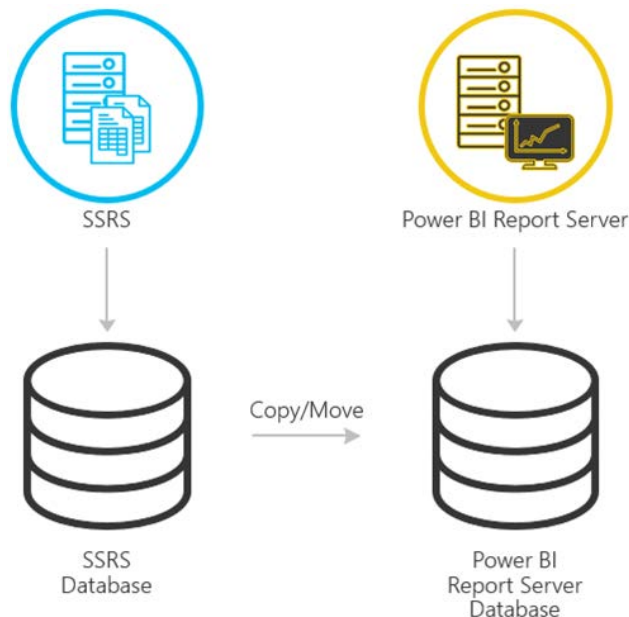 SSRS
Power BI Report Server
Copy/Move
SSRS
Database
Power BI
Report Server
Database